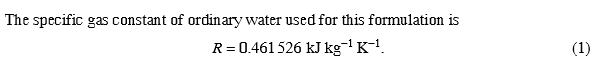 The specific gas constant of ordinary water used for this formulation is
R = 0.461 526 kJ kg⁻¹ K⁻¹. (1)